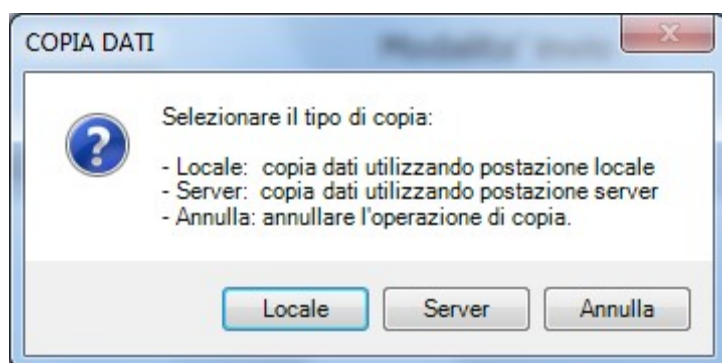 COPIA DATI
Selezionare il tipo di copia:
- Locale:  copia dati utilizzando postazione locale
- Server:  copia dati utilizzando postazione server
- Annulla: annullare l'operazione di copia.
Locale
Server
Annulla